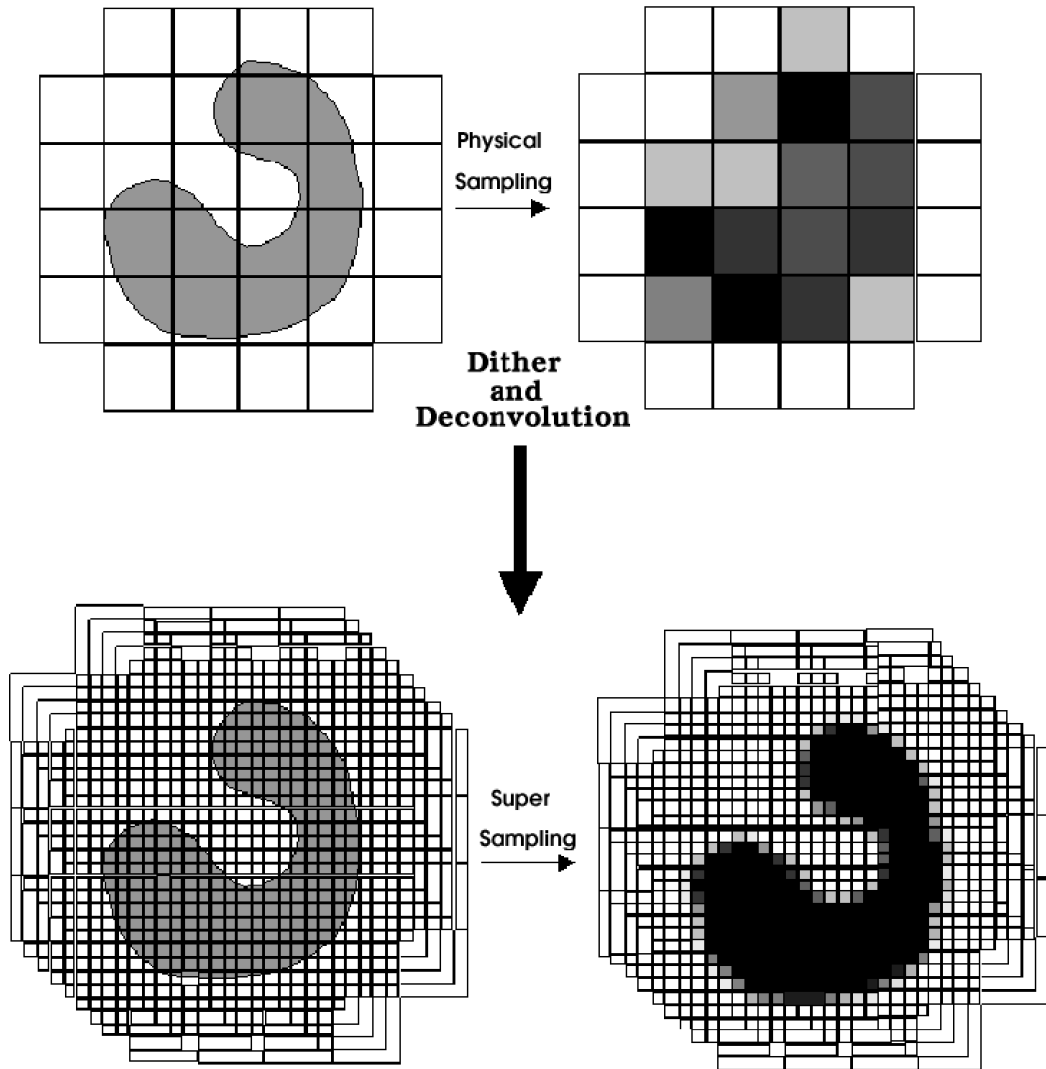 Physical
Sampling
Dither
and
Deconvolution
Super
Sampling